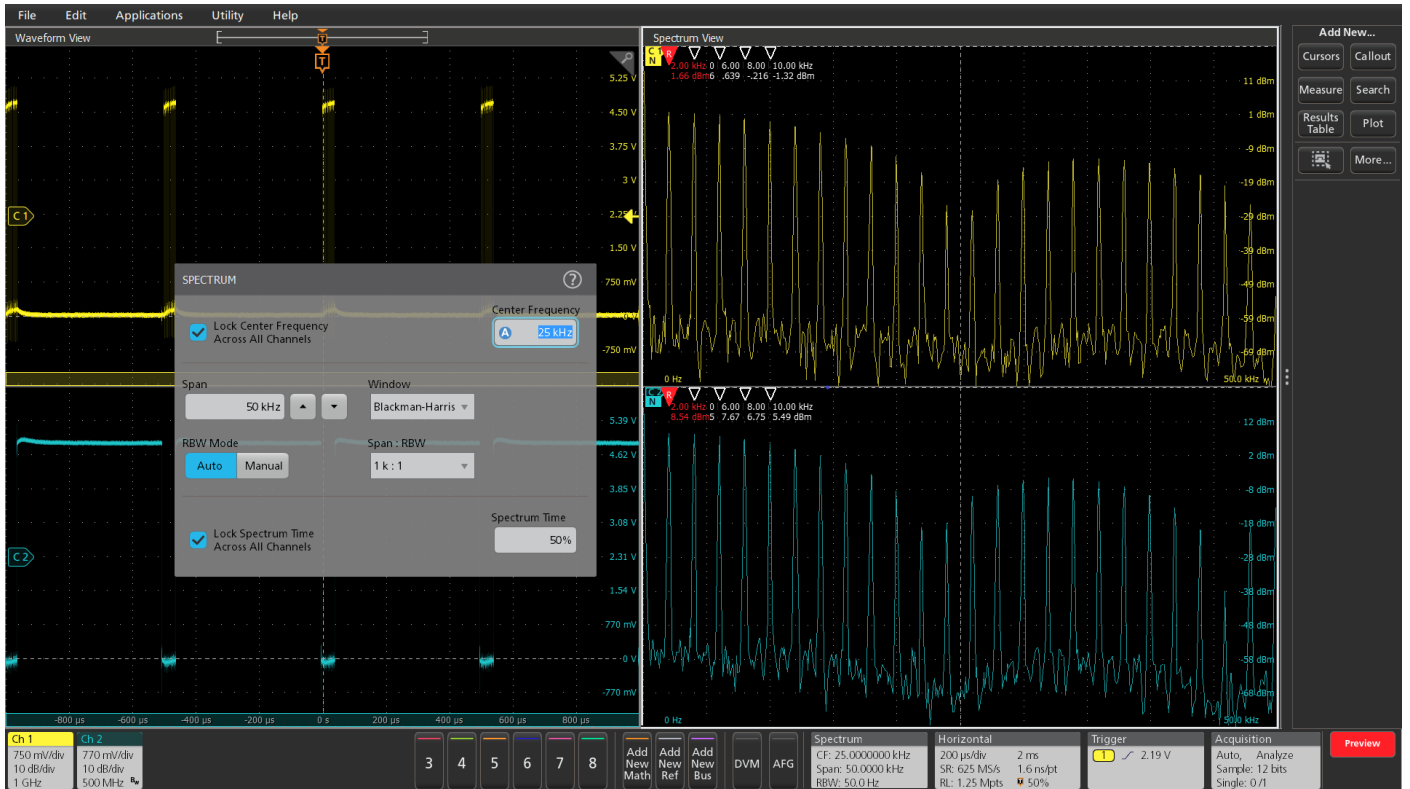 File Edit Applications Utility Help
Waveform View
T
T
5.25 V
4.50 V
3.75 V
3 V
2.25
1.50 V
750 mV
-750 mV
C1
SPECTRUM
?
Lock Center Frequency
Across All Channels
Center Frequency
A 25 kHz
Span
50 kHz
Window
Blackman-Harris
RBW Mode
Auto Manual
Span : RBW
1 k : 1
Lock Spectrum Time
Across All Channels
Spectrum Time
50%
5.39 V
4.62 V
3.85 V
3.08 V
2.31 V
1.54 V
770 mV
0 V
-770 mV
C2
-800 µs -600 µs -400 µs -200 µs 0 s 200 µs 400 µs 600 µs 800 µs
Spectrum View
C1
N
R
2.00 kHz 0 6.00 8.00 10.00 kHz
1.66 dBm6 .639 -.216 -1.32 dBm
11 dBm
1 dBm
-9 dBm
-19 dBm
-29 dBm
-39 dBm
-49 dBm
-59 dBm
-69 dBm
0 Hz 50.0 kHz
C2
N
R
2.00 kHz 0 6.00 8.00 10.00 kHz
8.54 dBm5 7.67 6.75 5.49 dBm
12 dBm
2 dBm
-8 dBm
-18 dBm
-28 dBm
-38 dBm
-48 dBm
-58 dBm
-68 dBm
0 Hz 50.0 kHz
Add New...
Cursors Callout
Measure Search
Results
Table
Plot
More...
Ch 1
750 mV/div
10 dB/div
1 GHz
Ch 2
770 mV/div
10 dB/div
500 MHz Bw
3 4 5 6 7 8
Add
New
Math
Add
New
Ref
Add
New
Bus
DVM AFG
Spectrum
CF: 25.0000000 kHz
Span: 50.0000 kHz
RBW: 50.0 Hz
Horizontal
200 µs/div 2 ms
SR: 625 MS/s 1.6 ns/pt
RL: 1.25 Mpts 50%
Trigger
1 2.19 V
Acquisition
Auto, Analyze
Sample: 12 bits
Single: 0 /1
Preview